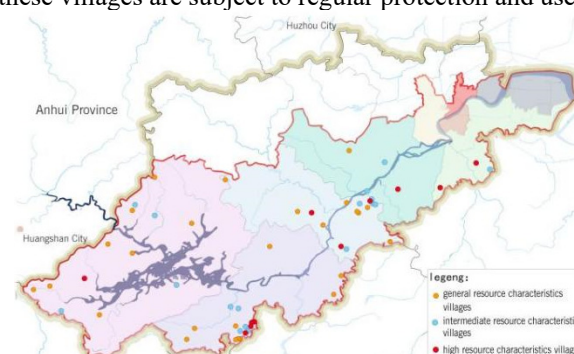 these villages are subject to regular protection and use
Huzhou City
Anhui Province
Huangshan City
legeng:
general resource characteristics
villages
intermediate resource characteristi
villages
high resource characteristics villag